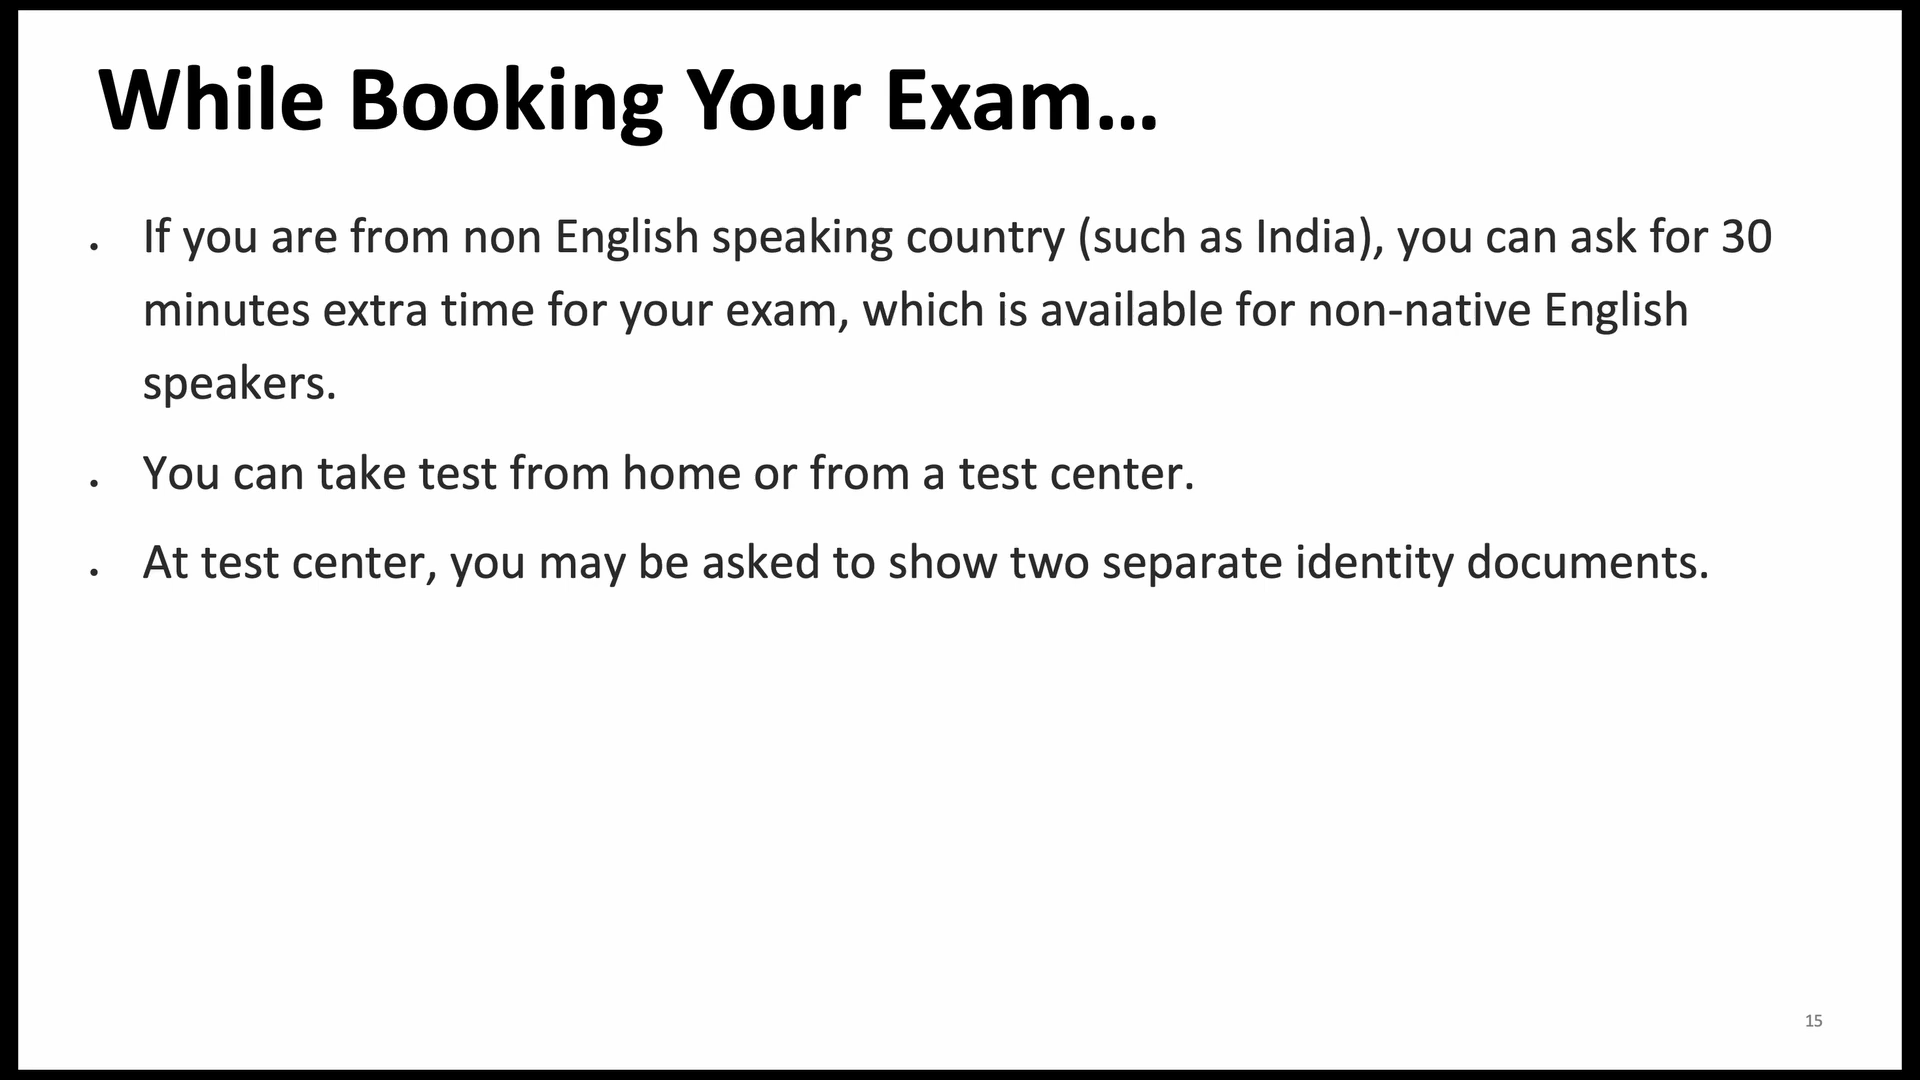 While Booking Your Exam...
• If you are from non English speaking country (such as India), you can ask for 30
minutes extra time for your exam, which is available for non-native English
speakers.
• You can take test from home or from a test center.
• At test center, you may be asked to show two separate identity documents.
15